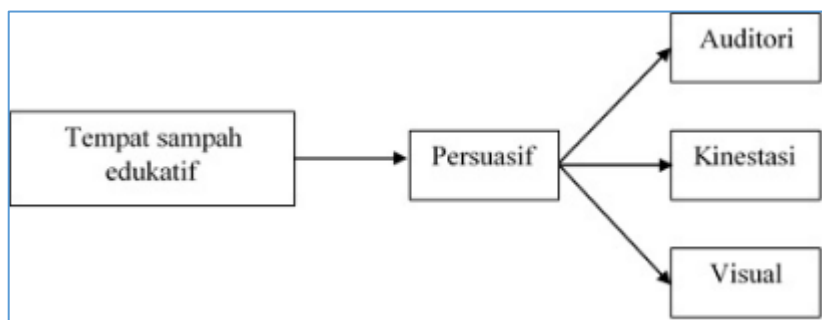 Tempat sampah
edukatif
Persuasif
Auditori
Kinestasi
Visual